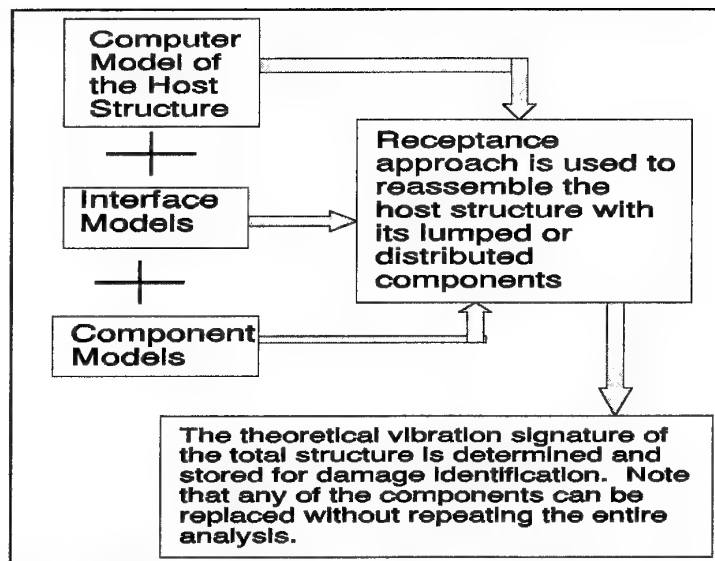 Computer
Model of
the Host
Structure
Interface
Models
Component
Models
Receptance
approach is used to
reassemble the
host structure with
its lumped or
distributed
components
The theoretical vibration signature of
the total structure is determined and
stored for damage identification. Note
that any of the components can be
replaced without repeating the entire
analysis.